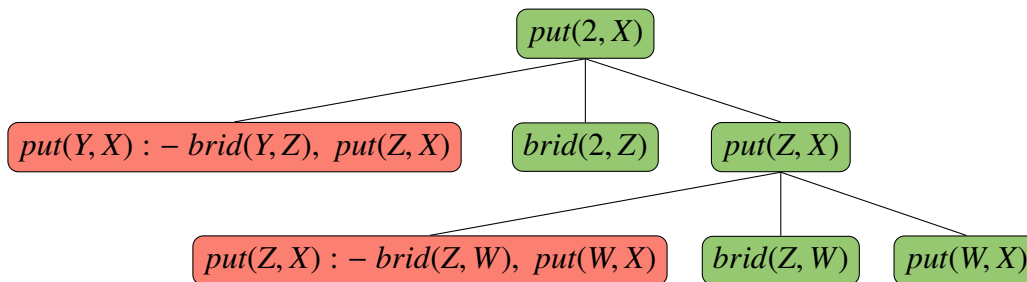 put(2, X)
put(Y, X) : − brid(Y, Z), put(Z, X)
brid(2, Z)
put(Z, X)
put(Z, X) : − brid(Z, W), put(W, X)
brid(Z, W)
put(W, X)